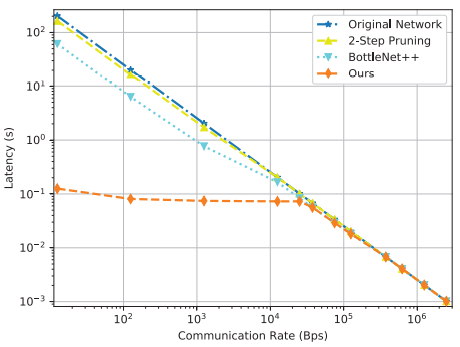 Original Network
2-Step Pruning
BottleNet++
Ours
Latency (s)
10²
10¹
10⁰
10⁻¹
10⁻²
10⁻³
10² 10³ 10⁴ 10⁵ 10⁶
Communication Rate (Bps)